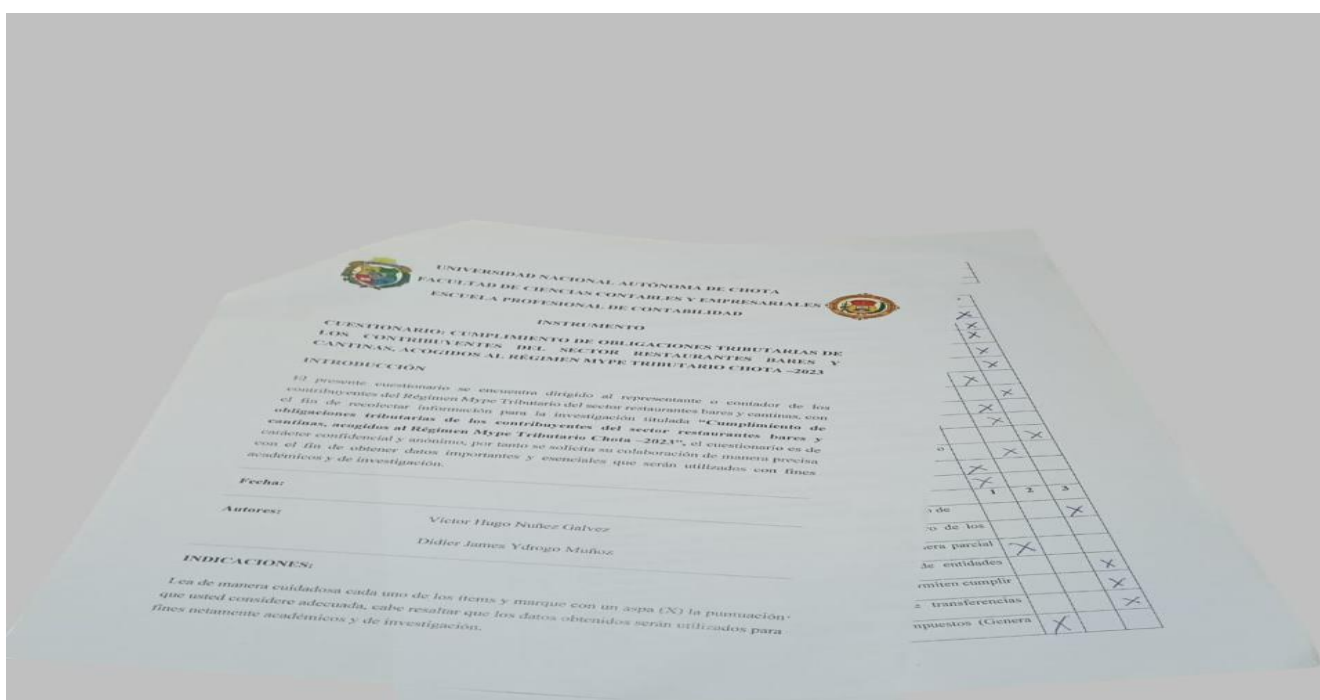 UNIVERSIDAD NACIONAL AUTÓNOMA DE CHOTA
FACULTAD DE CIENCIAS CONTABLES Y EMPRESARIALES
ESCUELA PROFESIONAL DE CONTABILIDAD
INSTRUMENTO
CUESTIONARIO: CUMPLIMIENTO DE OBLIGACIONES TRIBUTARIAS DE
LOS CONTRIBUYENTES DEL SECTOR RESTAURANTES BARES Y
CANTINAS, ACOGIDOS AL RÉGIMEN MYPE TRIBUTARIO CHOTA –2023
INTRODUCCIÓN
El presente cuestionario se encuentra dirigido al representante o contador de los
contribuyentes del Régimen Mype Tributario del sector restaurantes bares y cantinas, con
el fin de recolectar información para la investigación titulada “Cumplimiento de
obligaciones tributarias de los contribuyentes del sector restaurantes bares y
cantinas, acogidos al Régimen Mype Tributario Chota –2023”, el cuestionario es de
carácter confidencial y anónimo, por tanto se solicita su colaboración de manera precisa
con el fin de obtener datos importantes y esenciales que serán utilizados con fines
académicos y de investigación.
Fecha:
Autores:
Víctor Hugo Nuñez Galvez
Didier James Ydrogo Muñoz
INDICACIONES:
Lea de manera cuidadosa cada uno de los ítems y marque con un aspa (X) la puntuación
que usted considere adecuada, cabe resaltar que los datos obtenidos serán utilizados para
fines netamente académicos y de investigación.
1 2 3
de
de los
parcial
de entidades
cumplir
transferencias
(Genera